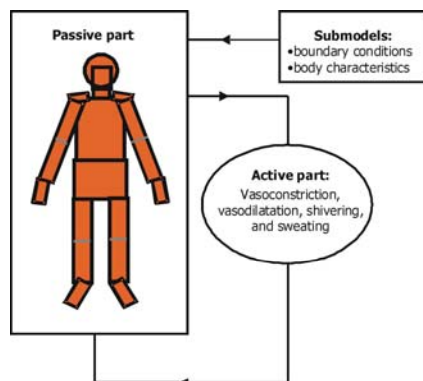 Passive part
Submodels:
•boundary conditions
•body characteristics
Active part:
Vasoconstriction,
vasodilatation, shivering,
and sweating